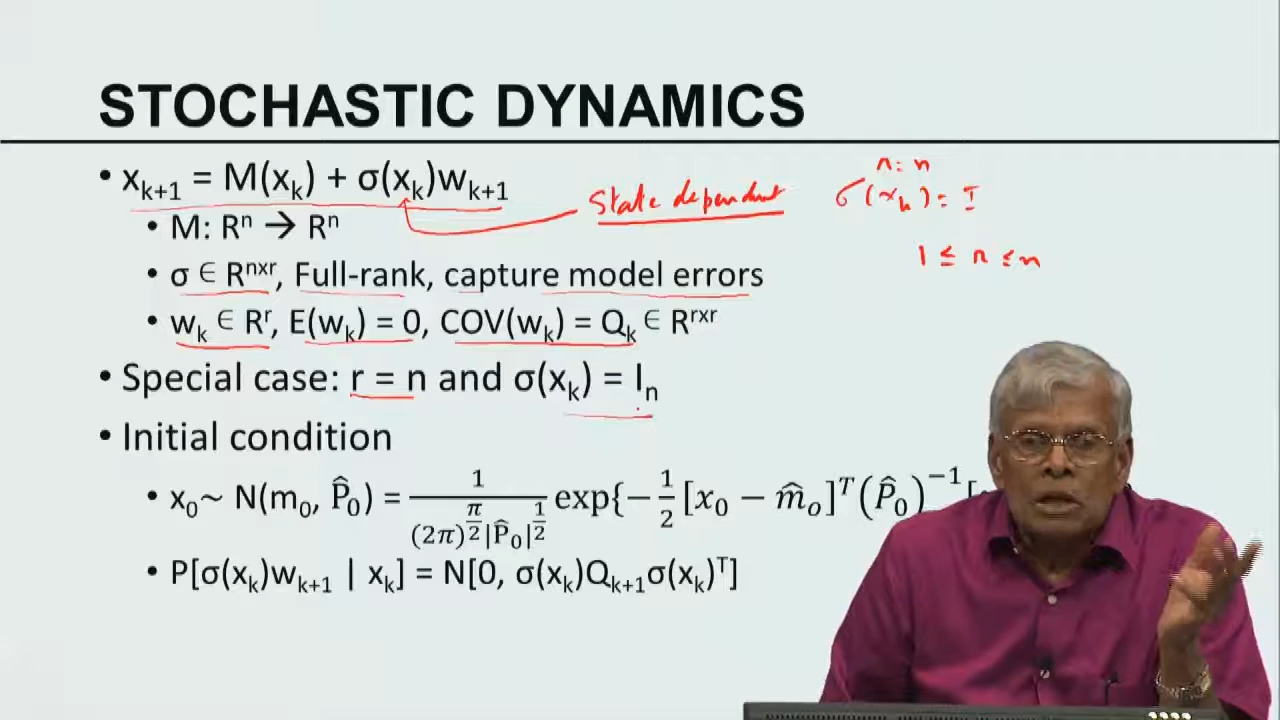 STOCHASTIC DYNAMICS
• xₖ₊₁ = M(xₖ) + σ(xₖ)wₖ₊₁
State dependent
r = n
σ(xₖ) = I
• M: Rⁿ → Rⁿ
1 ≤ r ≤ n
• σ ∈ Rⁿˣʳ, Full-rank, capture model errors
• wₖ ∈ Rʳ, E(wₖ) = 0, COV(wₖ) = Qₖ ∈ Rʳˣʳ
• Special case: r = n and σ(xₖ) = Iₙ
• Initial condition
• x₀~ N(m₀, P̂₀) = 1/((2π)^(π/2)|P̂₀|^(1/2)) exp{−1/2 [x₀ − m̂ₒ]ᵀ(P̂₀)⁻¹[
• P[σ(xₖ)wₖ₊₁ | xₖ] = N[0, σ(xₖ)Qₖ₊₁σ(xₖ)ᵀ]